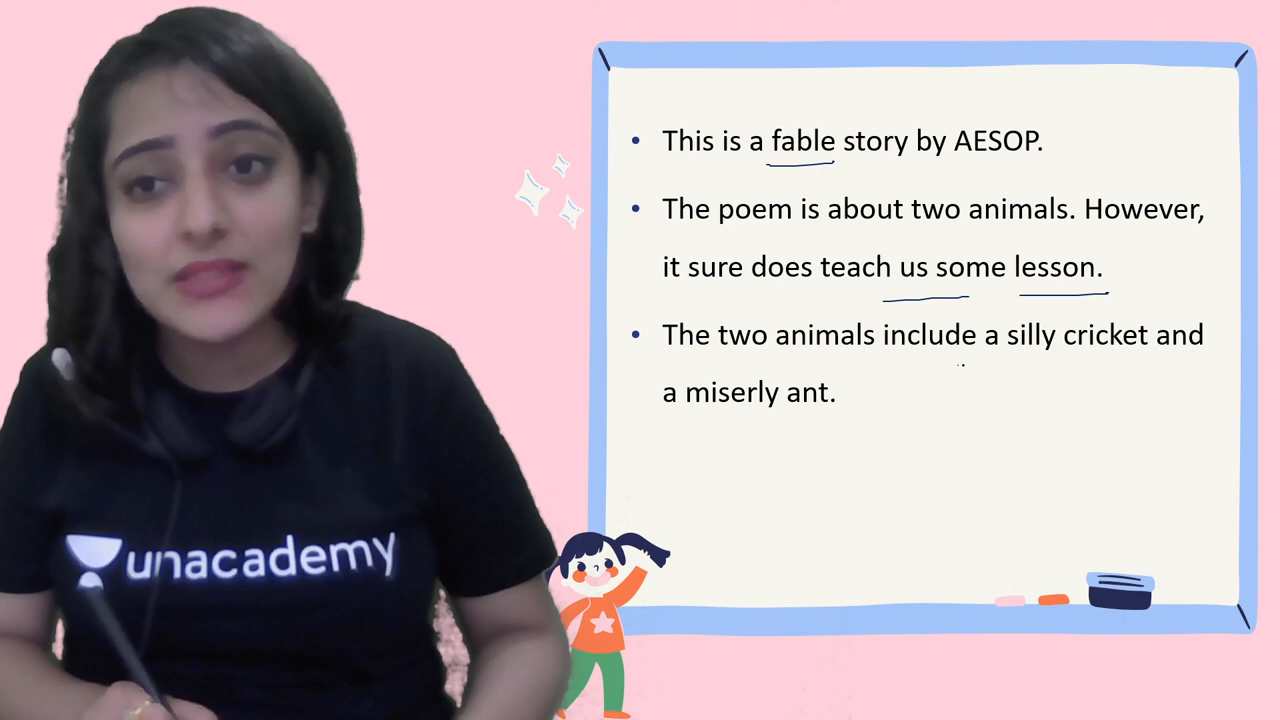 • This is a fable story by AESOP.
• The poem is about two animals. However,
it sure does teach us some lesson.
• The two animals include a silly cricket and
a miserly ant.
unacademy